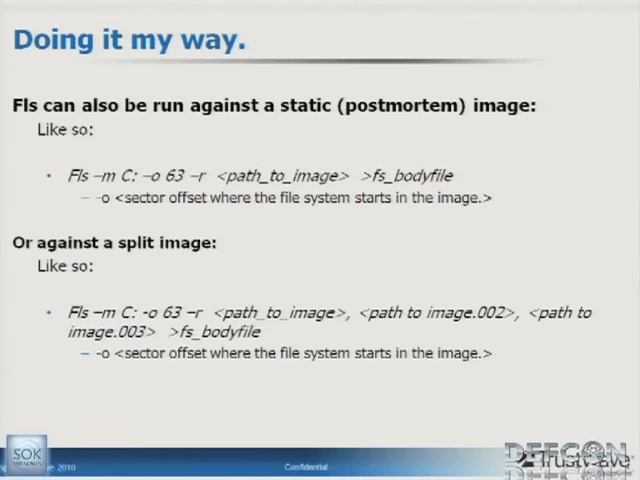 Doing it my way.
Fls can also be run against a static (postmortem) image:
Like so:
• Fls –m C: –o 63 –r <path_to_image> >fs_bodyfile
– -o <sector offset where the file system starts in the image.>
Or against a split image:
Like so:
• Fls –m C: -o 63 –r <path_to_image>, <path to image.002>, <path to
image.003> >fs_bodyfile
– -o <sector offset where the file system starts in the image.>
SOK
2010
Confidential
DEFCON
Trustwave